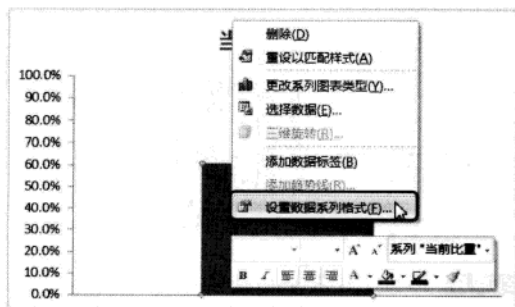 删除(D)
重设以匹配样式(A)
更改系列图表类型(Y)...
选择数据(E)...
三维旋转(R)...
添加数据标签(B)
添加趋势线(R)...
设置数据系列格式(F)...
100.0%
90.0%
80.0%
70.0%
60.0%
50.0%
40.0%
30.0%
20.0%
10.0%
0.0%
A A 系列 "当前比重"
B I A